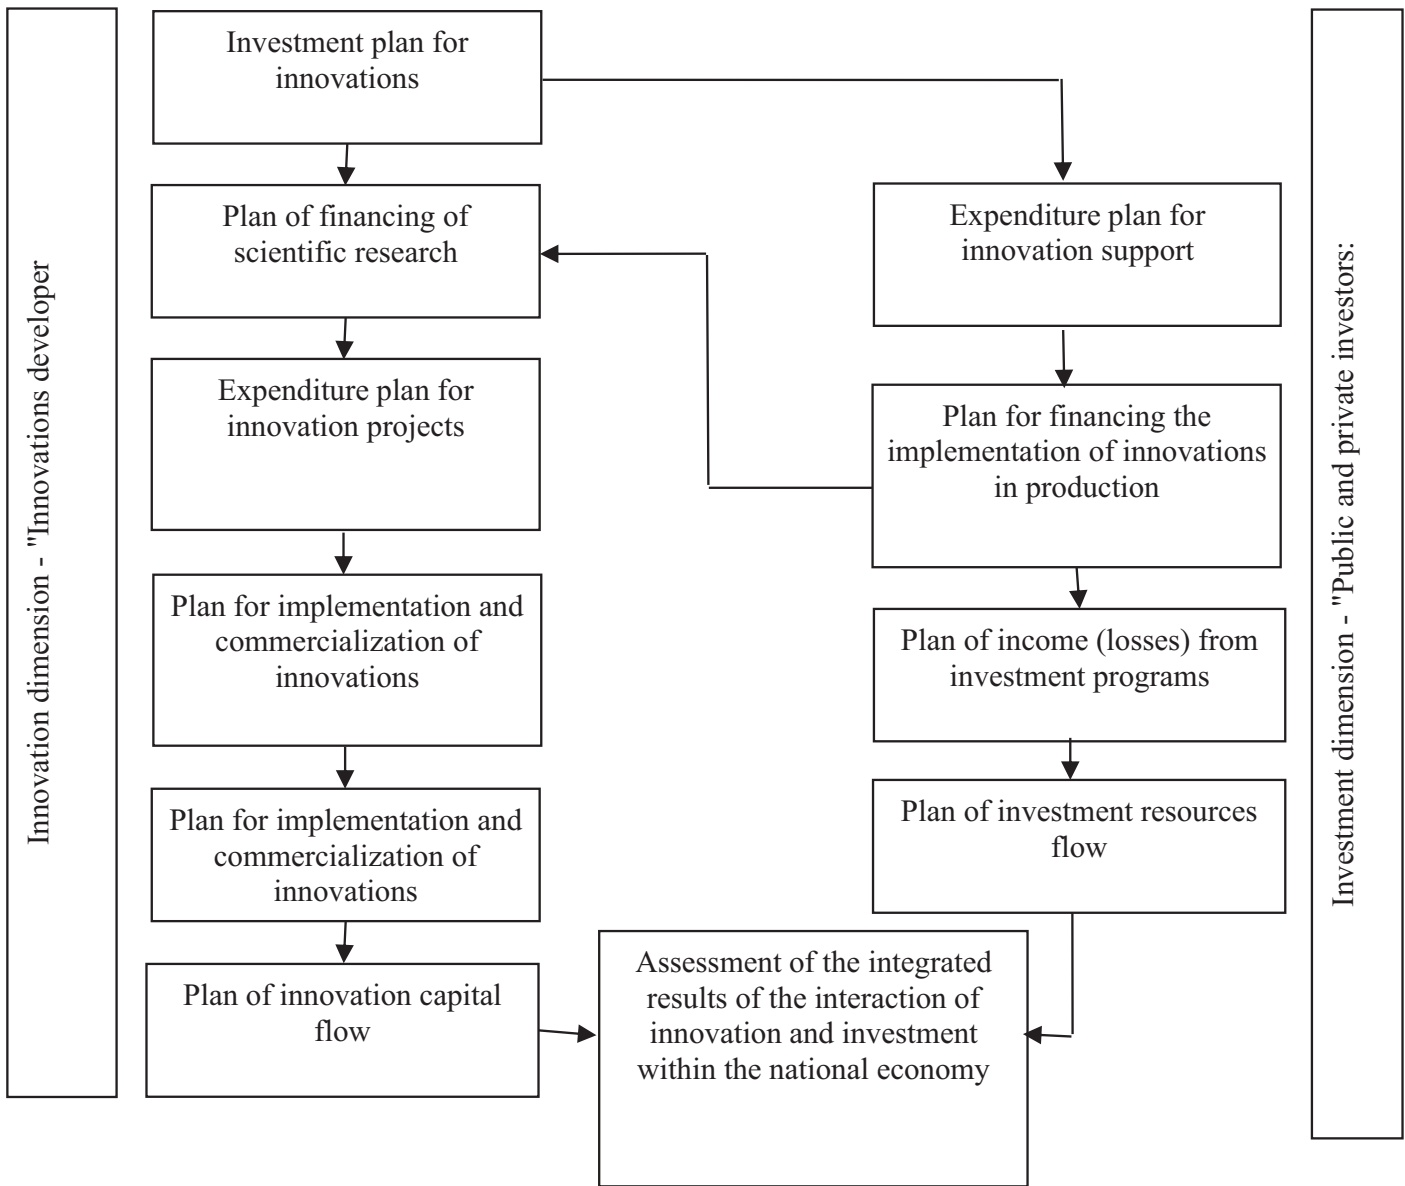 Innovation dimension - "Innovations developer
Investment plan for
innovations
Plan of financing of
scientific research
Expenditure plan for
innovation projects
Plan for implementation and
commercialization of
innovations
Plan for implementation and
commercialization of
innovations
Plan of innovation capital
flow
Expenditure plan for
innovation support
Plan for financing the
implementation of innovations
in production
Plan of income (losses) from
investment programs
Plan of investment resources
flow
Assessment of the integrated
results of the interaction of
innovation and investment
within the national economy
Investment dimension - "Public and private investors: